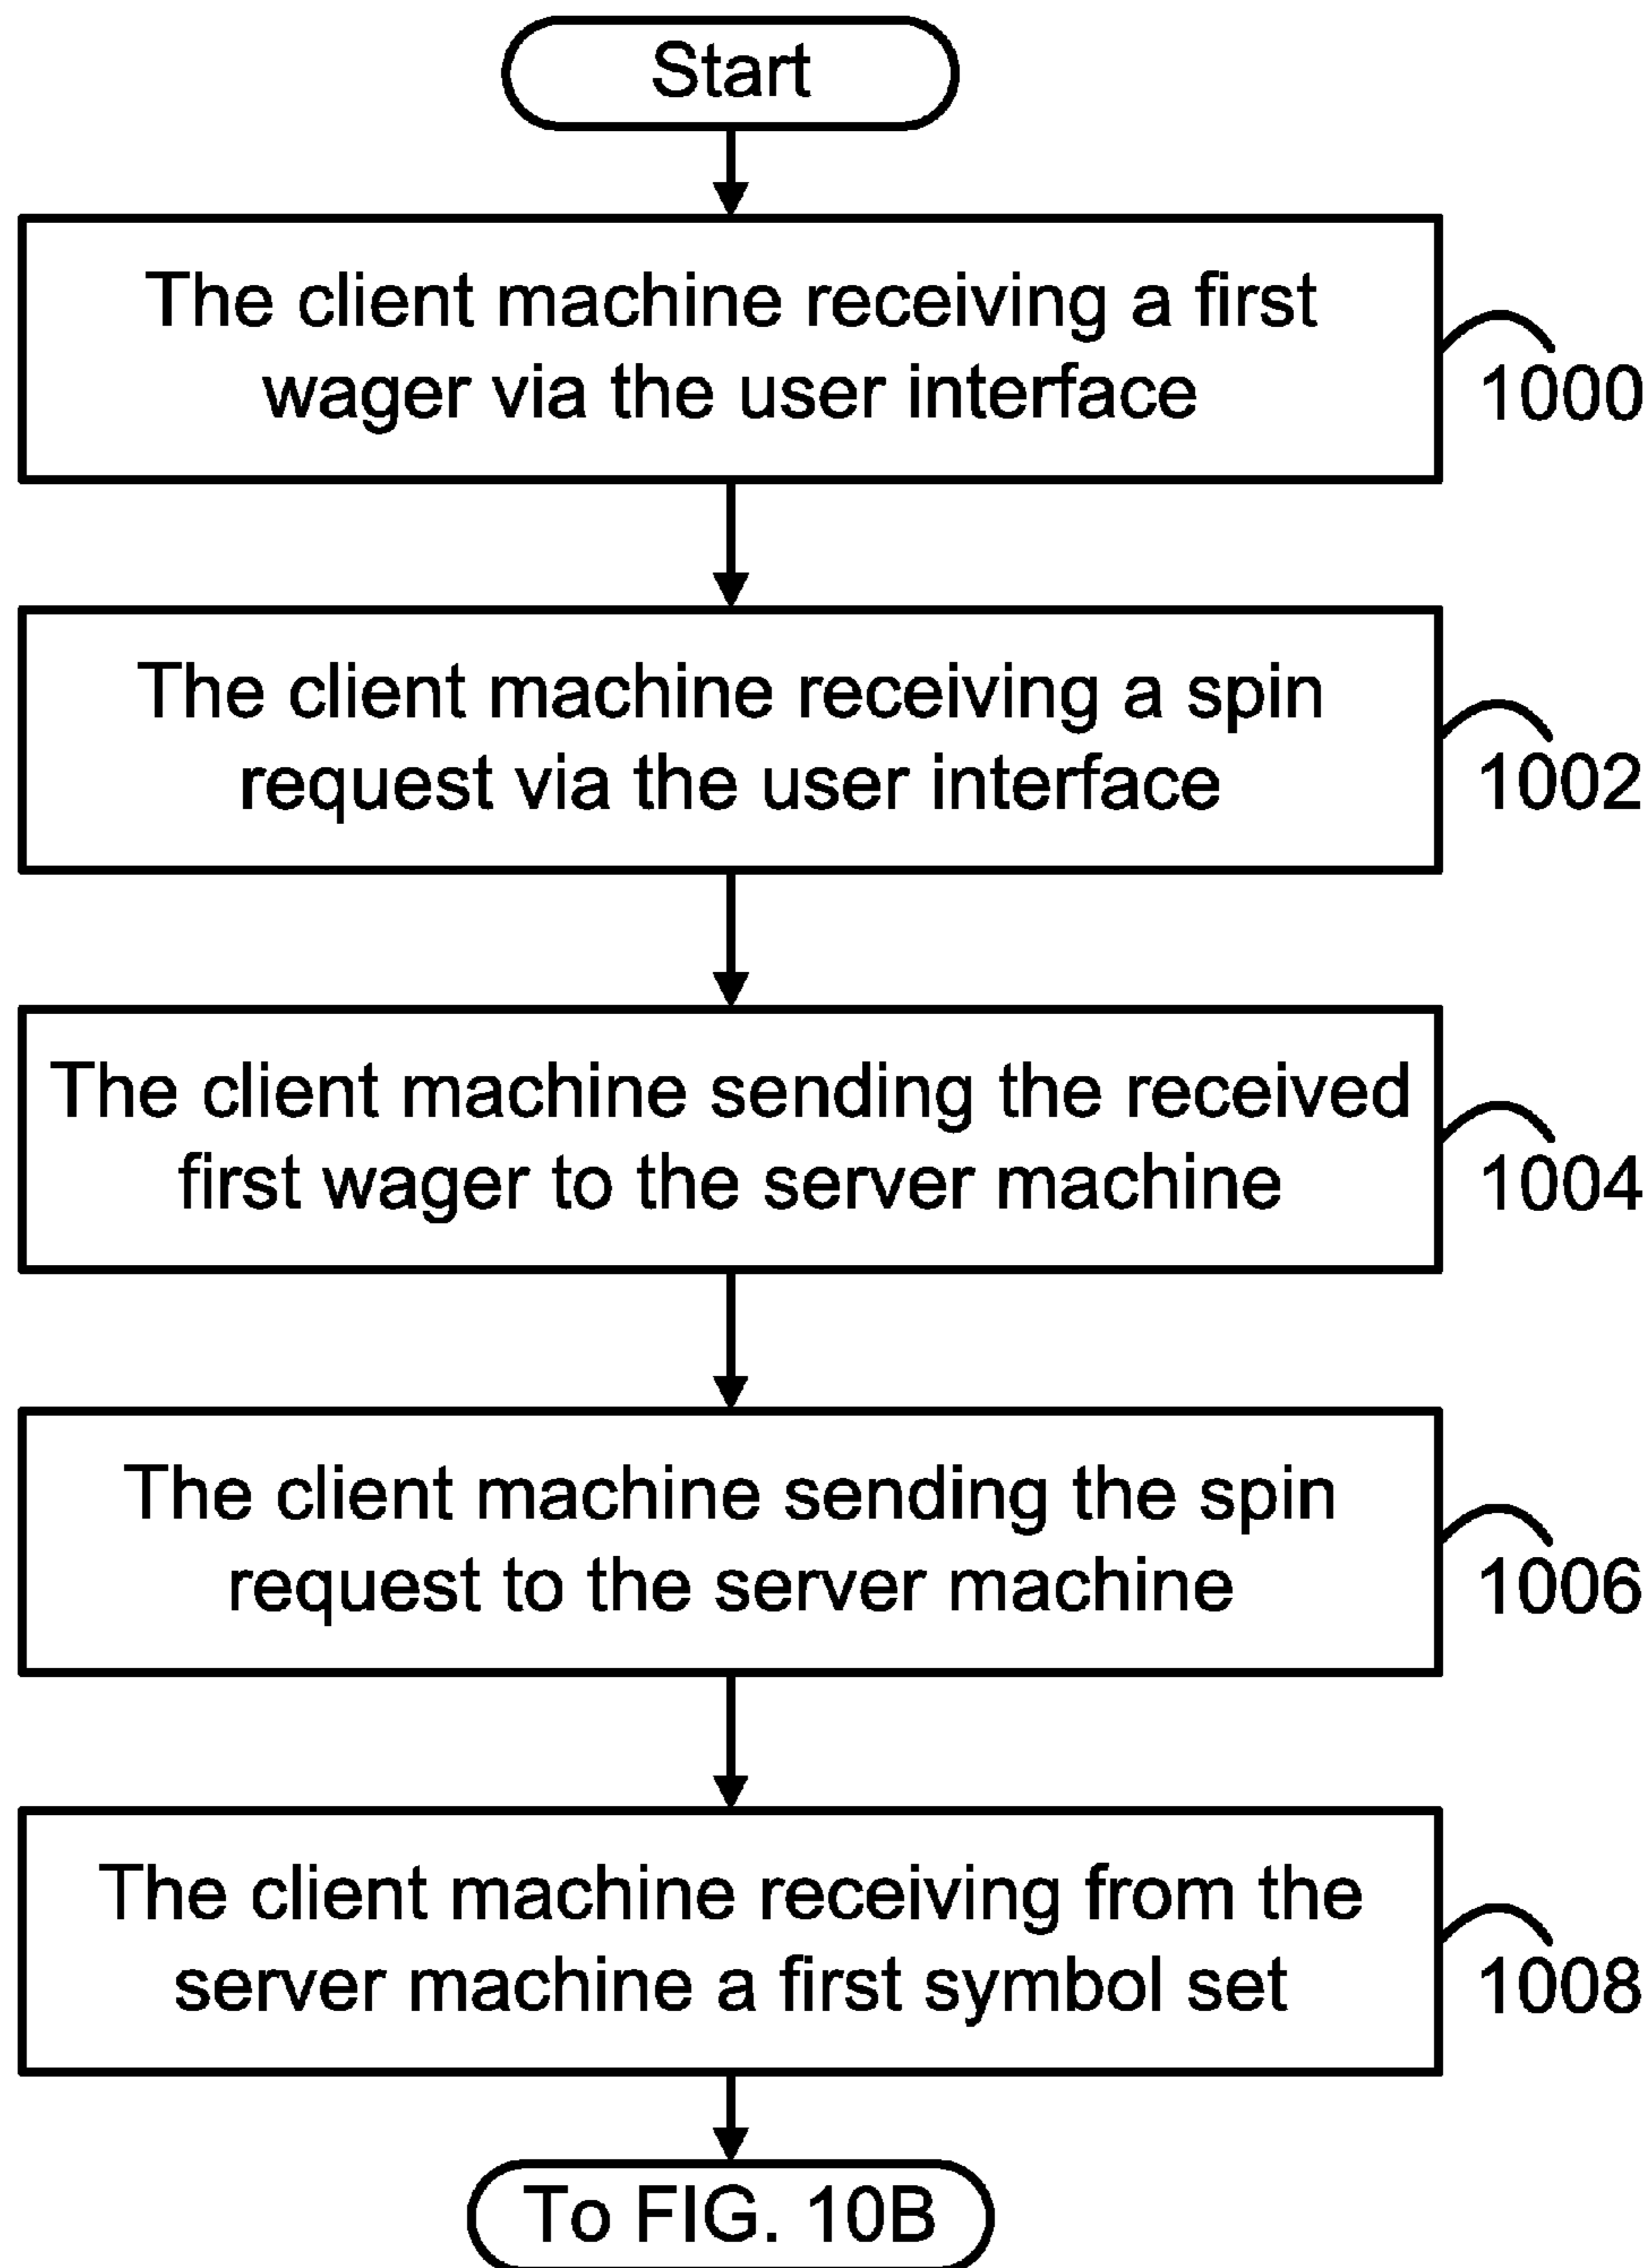 Start
The client machine receiving a first
wager via the user interface
1000
The client machine receiving a spin
request via the user interface
1002
The client machine sending the received
first wager to the server machine
1004
The client machine sending the spin
request to the server machine
1006
The client machine receiving from the
server machine a first symbol set
1008
To FIG. 10B